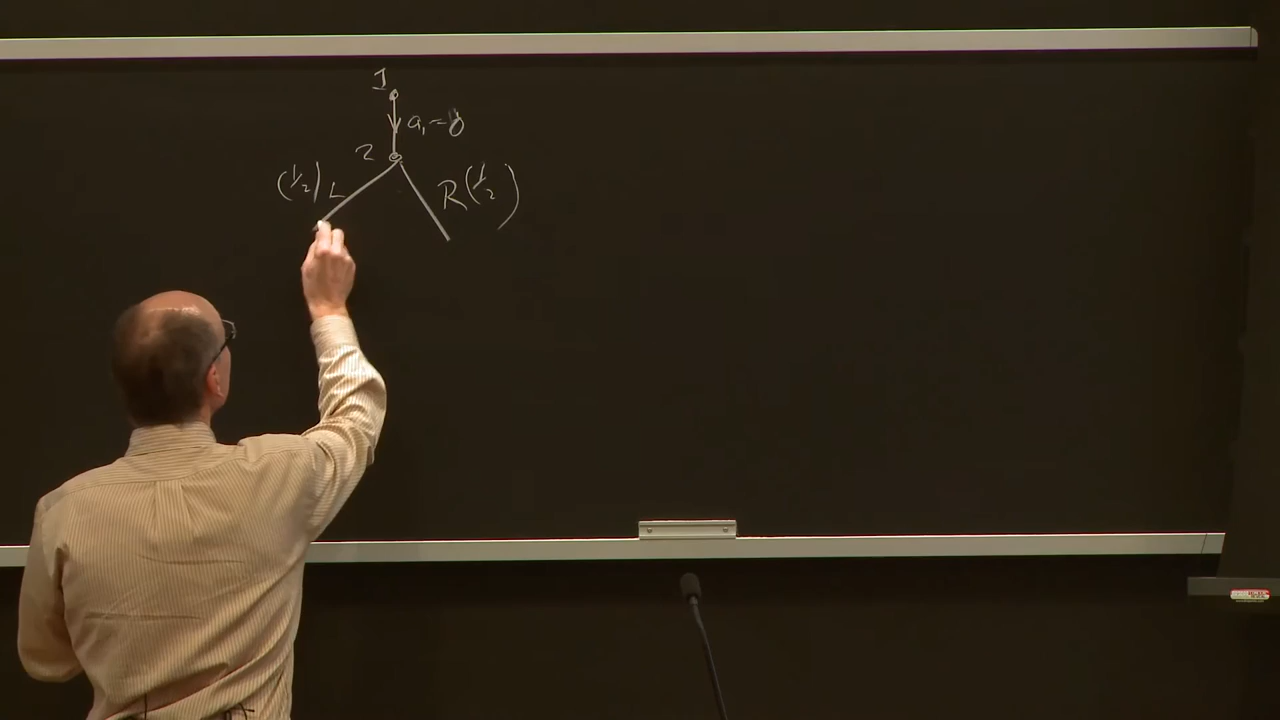 1
a₁ = 0
2
(1/2) L
R (1/2)